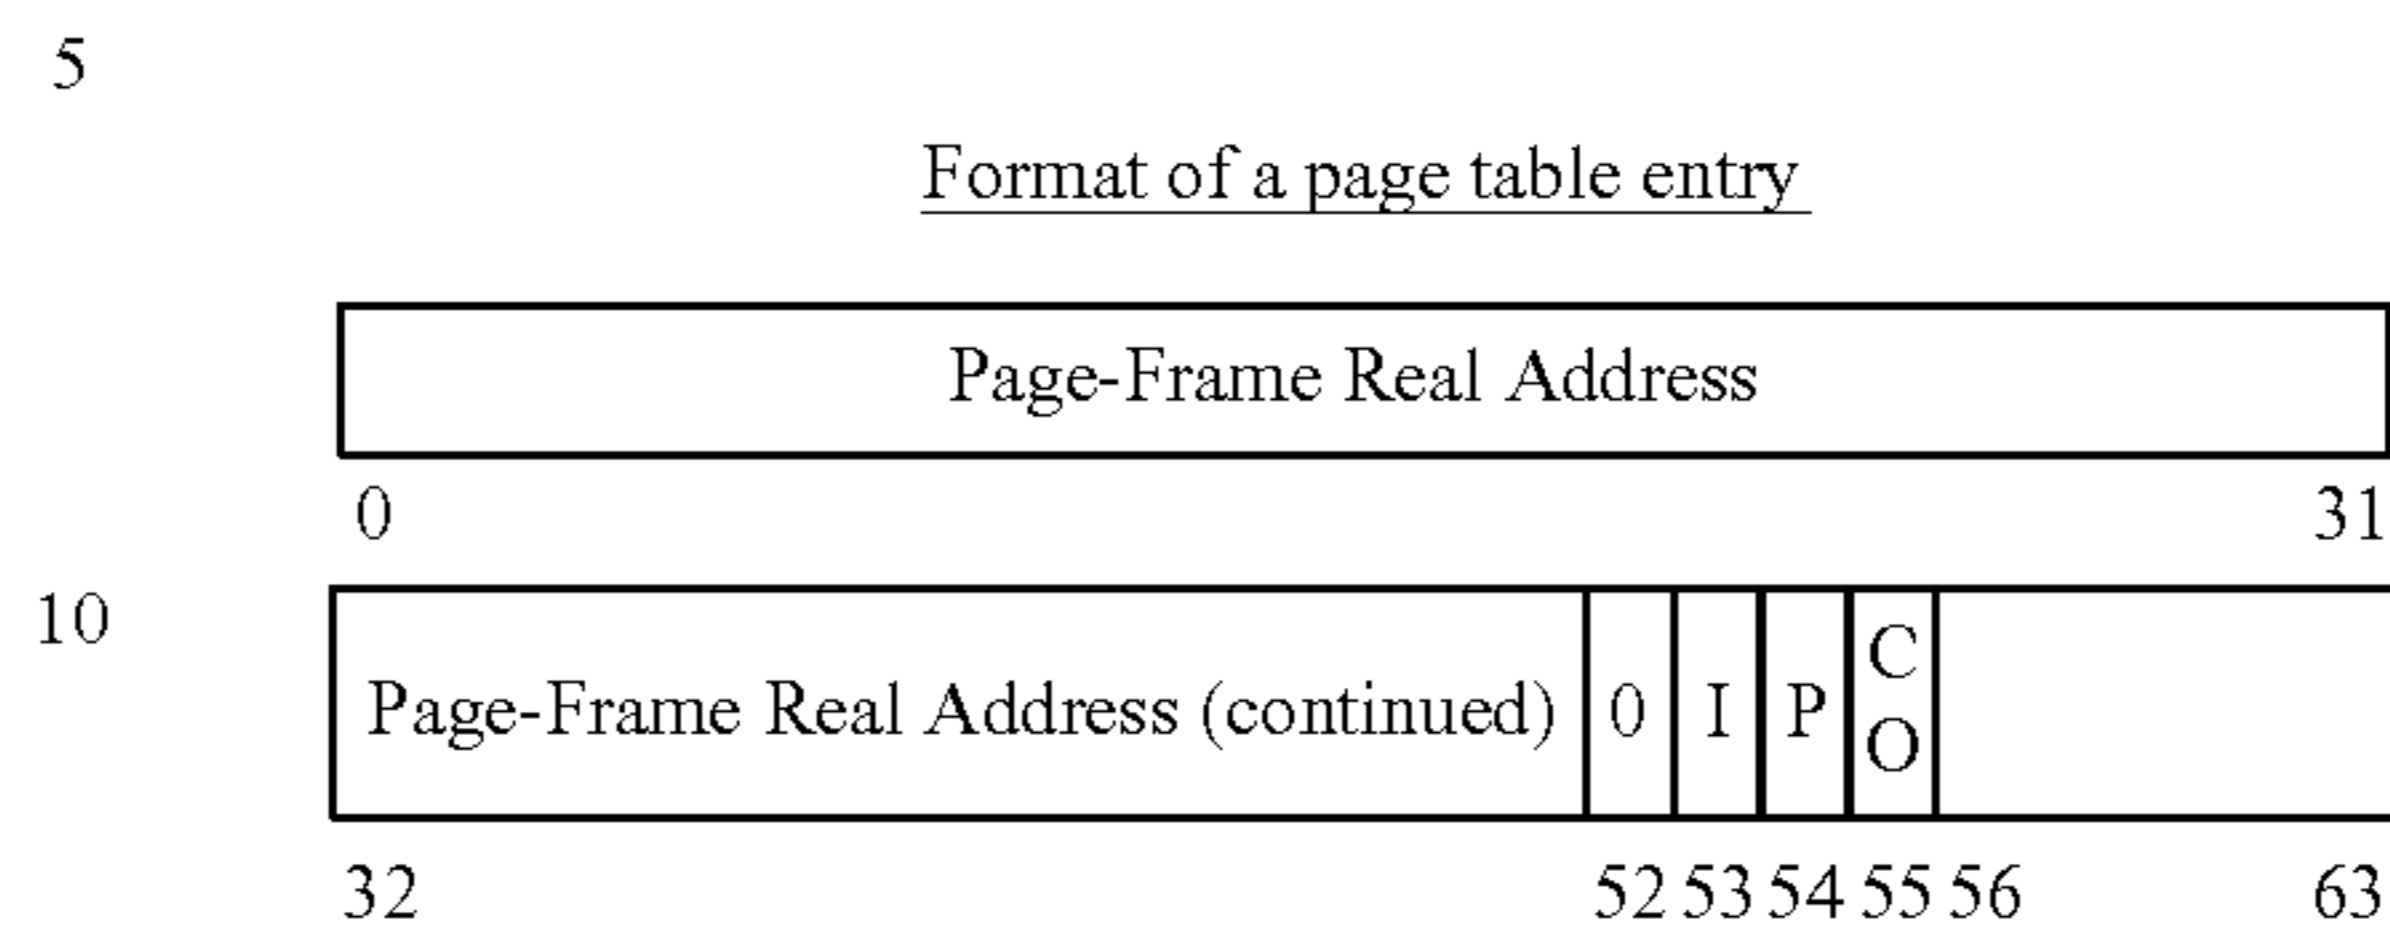 5
Format of a page table entry
Page-Frame Real Address
0 31
10
Page-Frame Real Address (continued) 0 I P C O
32 52 53 54 55 56 63